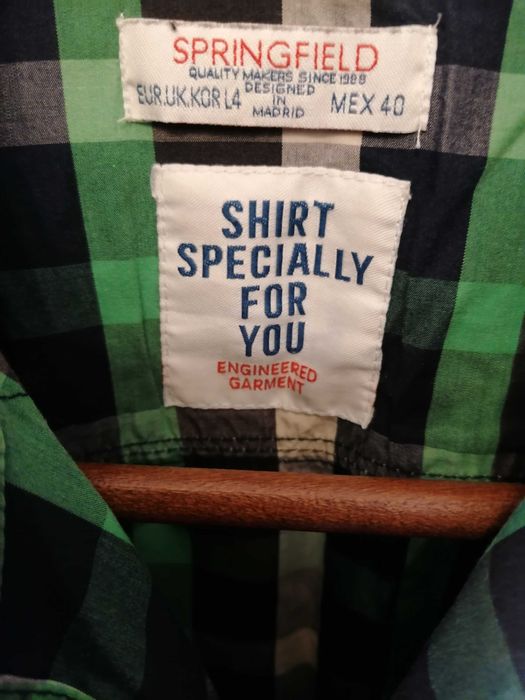 SPRINGFIELD
QUALITY MAKERS SINCE 1988
DESIGNED
EUR.UK.KOR L4 IN MEX 40
MADRID
SHIRT
SPECIALLY
FOR
YOU
ENGINEERED
GARMENT